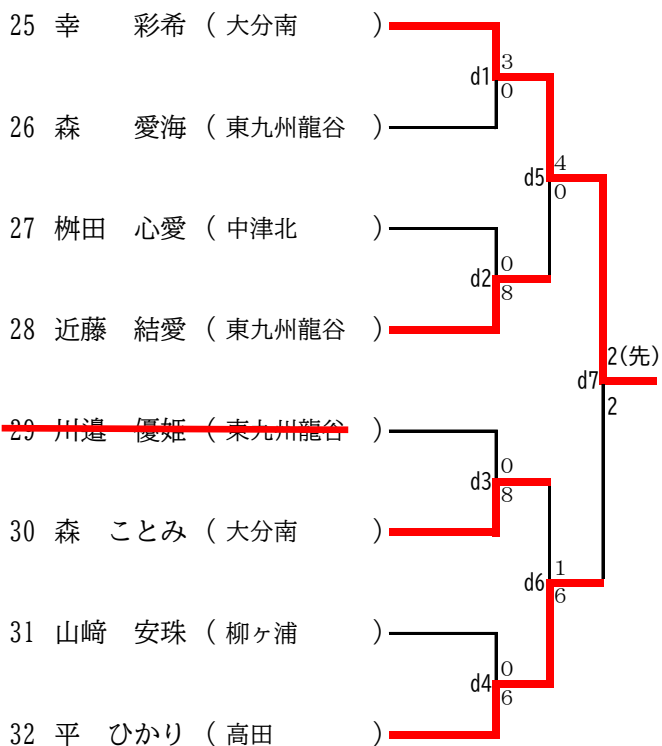 25 幸　　彩希 ( 大分南 )
3
d1
0
26 森　　愛海 ( 東九州龍谷 )
4
d5
0
27 桝田　心愛 ( 中津北 )
0
d2
8
28 近藤　結愛 ( 東九州龍谷 )
2(先)
d7
2
29 川邉　優姫 ( 東九州龍谷 )
0
d3
8
30 森　ことみ ( 大分南 )
1
d6
6
31 山﨑　安珠 ( 柳ヶ浦 )
0
d4
6
32 平　ひかり ( 高田 )